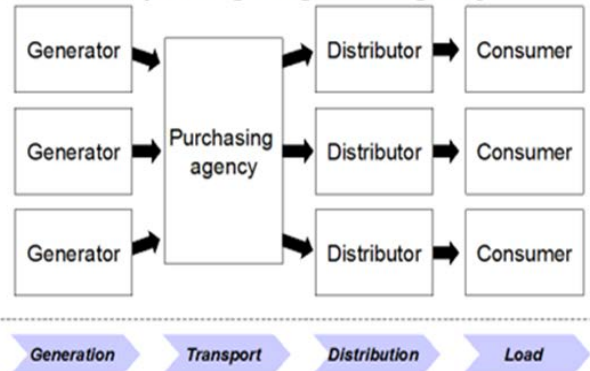 Generator
Distributor
Consumer
Purchasing
agency
Generator
Distributor
Consumer
Generator
Distributor
Consumer
Generation
Transport
Distribution
Load